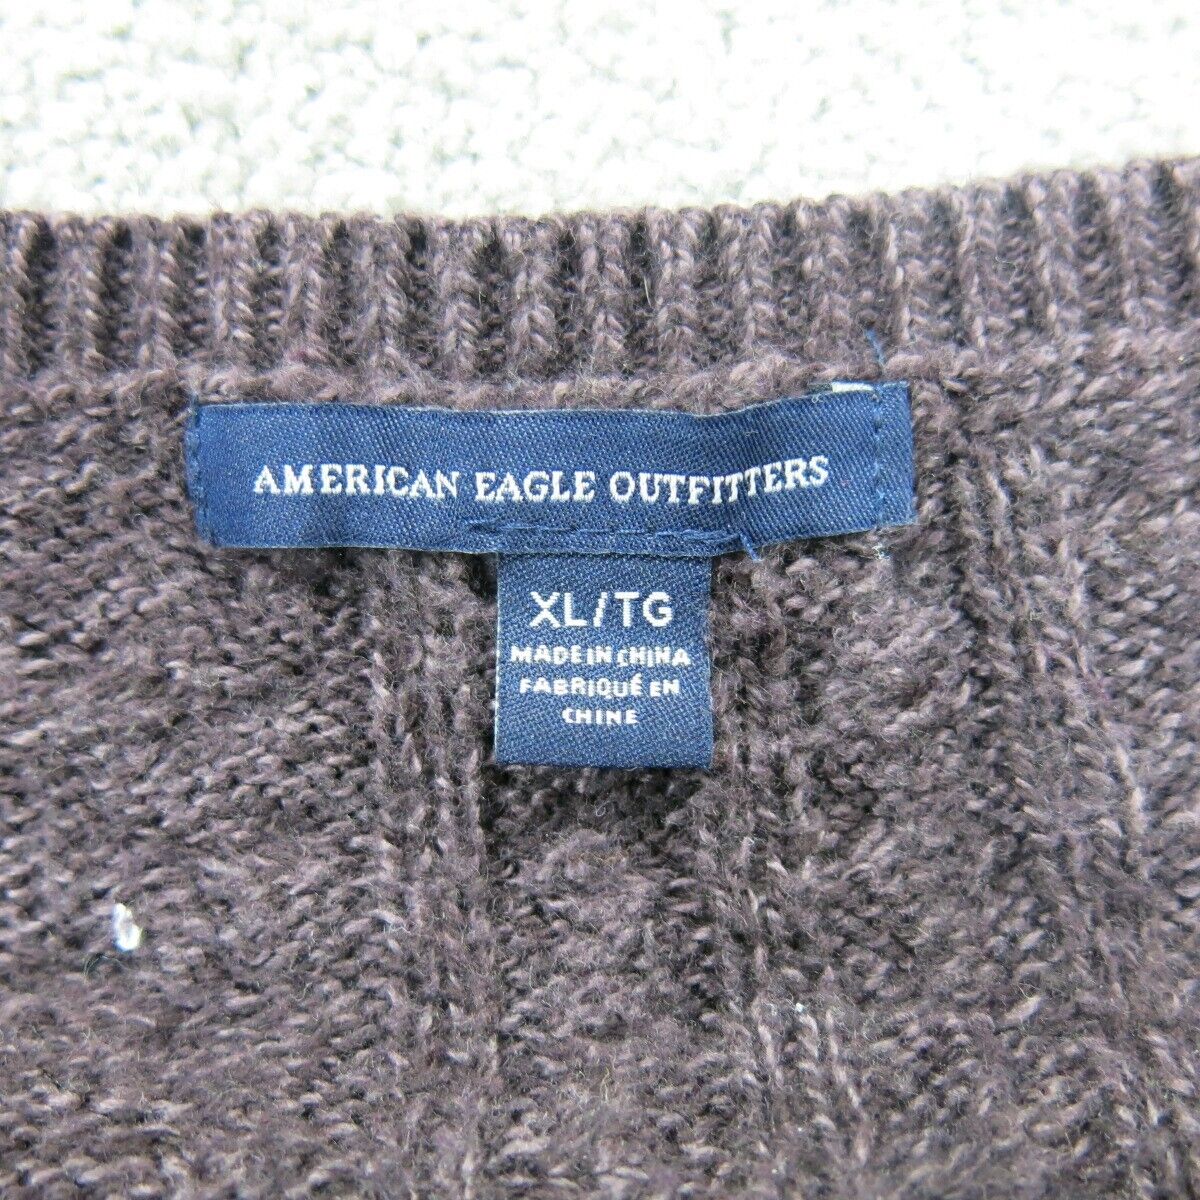 AMERICAN EAGLE OUTFITTERS
XL/TG
MADE IN CHINA
FABRIQUÉ EN
CHINE